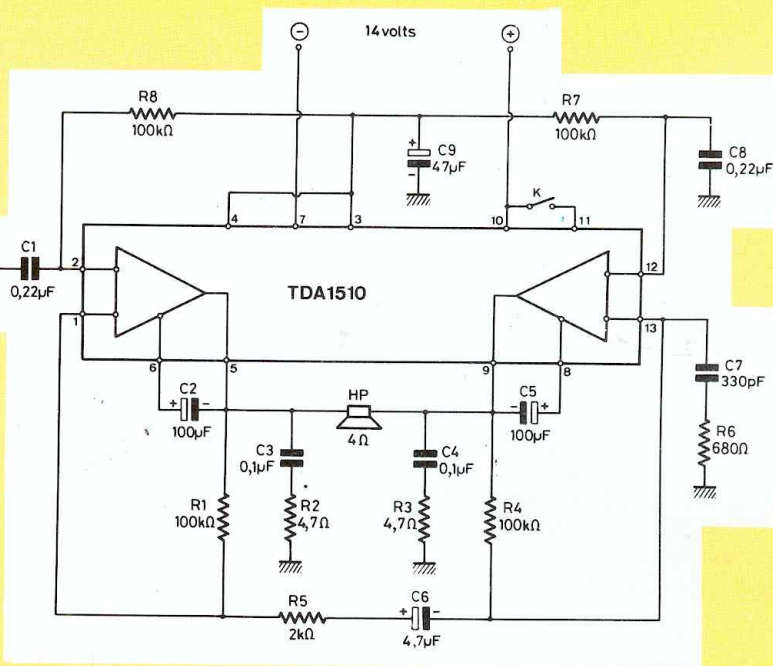 ⊖ 14 volts ⊕
R8
100kΩ
R7
100kΩ
+ C9
47µF
-
C8
0,22µF
K
4 7 3 10 11
C1
0,22µF
2
12
TDA1510
1
13
6 5 9 8
C2
+ -
100µF
HP
4Ω
C5
- +
100µF
C7
330pF
R6
680Ω
C3
0,1µF
C4
0,1µF
R1
100kΩ
R2
4,7Ω
R3
4,7Ω
R4
100kΩ
R5
2kΩ
C6
+ -
4,7µF